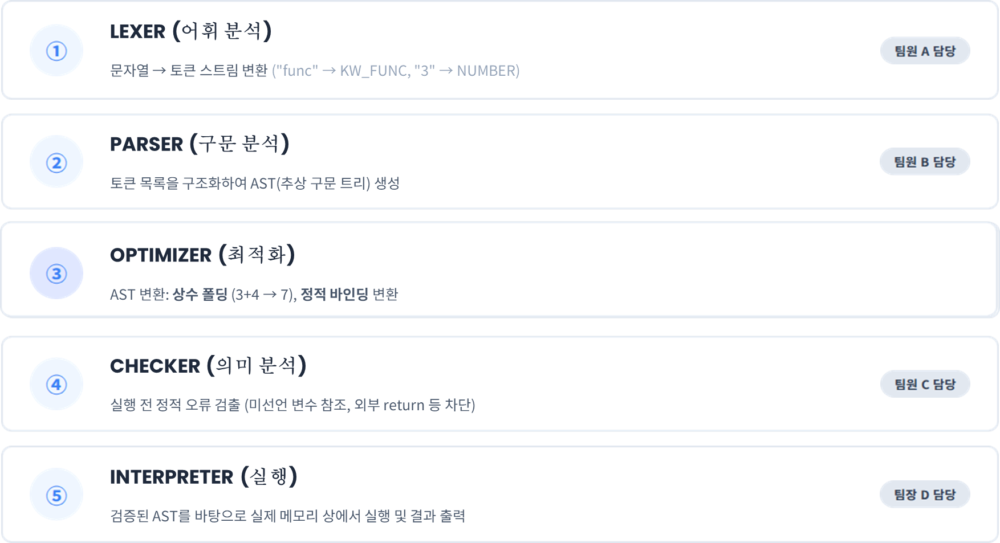 ① LEXER (어휘 분석)
문자열 → 토큰 스트림 변환 ("func" → KW_FUNC, "3" → NUMBER)
팀원 A 담당
② PARSER (구문 분석)
토큰 목록을 구조화하여 AST(추상 구문 트리) 생성
팀원 B 담당
③ OPTIMIZER (최적화)
AST 변환: 상수 폴딩 (3+4 → 7), 정적 바인딩 변환
④ CHECKER (의미 분석)
실행 전 정적 오류 검출 (미선언 변수 참조, 외부 return 등 차단)
팀원 C 담당
⑤ INTERPRETER (실행)
검증된 AST를 바탕으로 실제 메모리 상에서 실행 및 결과 출력
팀장 D 담당